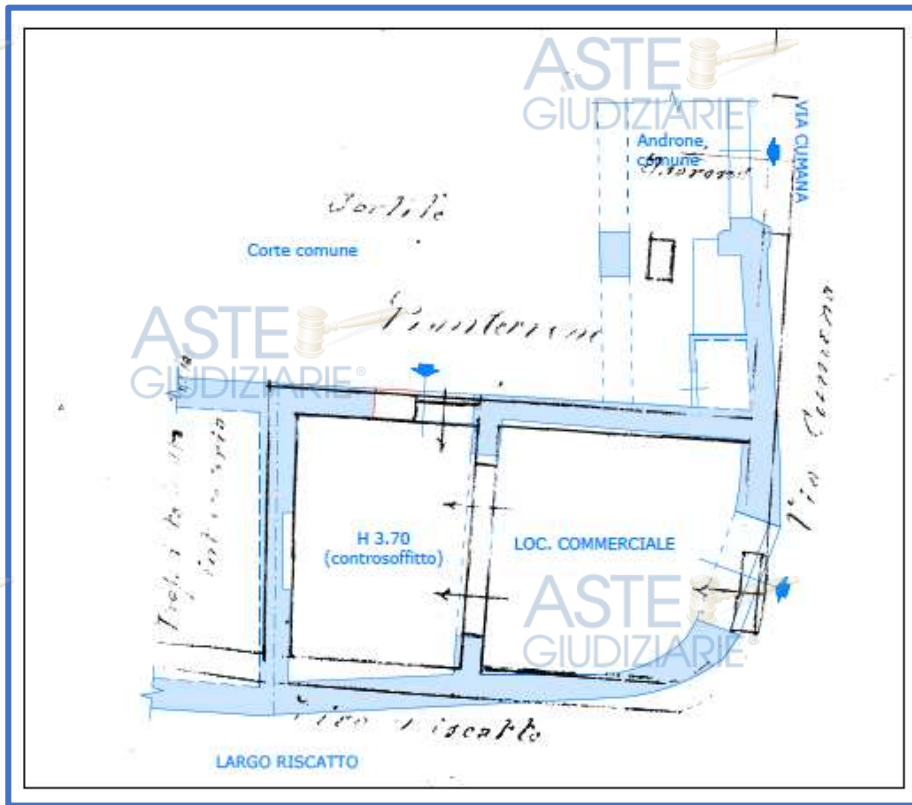 ASTE
GIUDIZIARIE®
VIA CUMANA
Androne,
comune
Androne
Cortile
Corte comune
Pianterreno
ASTE
GIUDIZIARIE®
Via Cumana
H 3.70
(controsoffitto)
LOC. COMMERCIALE
ASTE
GIUDIZIARIE®
Vico Riscatto
LARGO RISCATTO